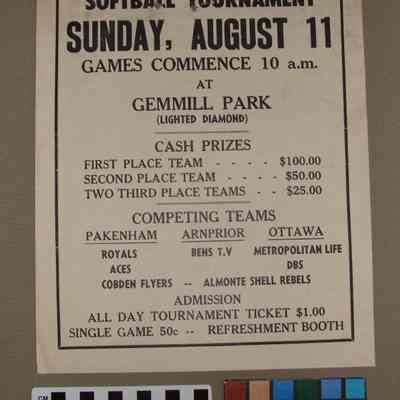 SOFTBALL TOURNAMENT
SUNDAY, AUGUST 11
GAMES COMMENCE 10 a.m.
AT
GEMMILL PARK
(LIGHTED DIAMOND)
CASH PRIZES
FIRST PLACE TEAM ---- - - $100.00
SECOND PLACE TEAM ---- - - $50.00
TWO THIRD PLACE TEAMS - - - $25.00
COMPETING TEAMS
PAKENHAM ARNPRIOR OTTAWA
ROYALS BENS T.V METROPOLITAN LIFE
ACES DBS
COBDEN FLYERS -- ALMONTE SHELL REBELS
ADMISSION
ALL DAY TOURNAMENT TICKET $1.00
SINGLE GAME 50c -- REFRESHMENT BOOTH
CM